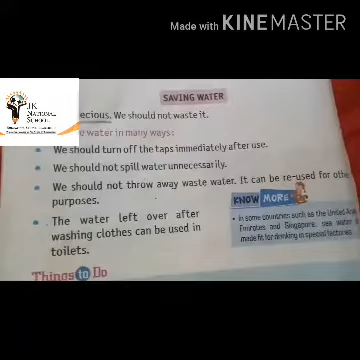 Made with KINEMASTER
JK
NATIONAL
SCHOOL
SAVING WATER
ecious. We should not waste it.
e water in many ways:
• We should turn off the taps immediately after use.
• We should not spill water unnecessarily.
• We should not throw away waste water. It can be re-used for othe
purposes.
• The water left over after
washing clothes can be used in
toilets.
KNOW MORE
• In some countries such as the United Arab
Emirates and Singapore, sea water is
made fit for drinking in special factories.
Things to Do